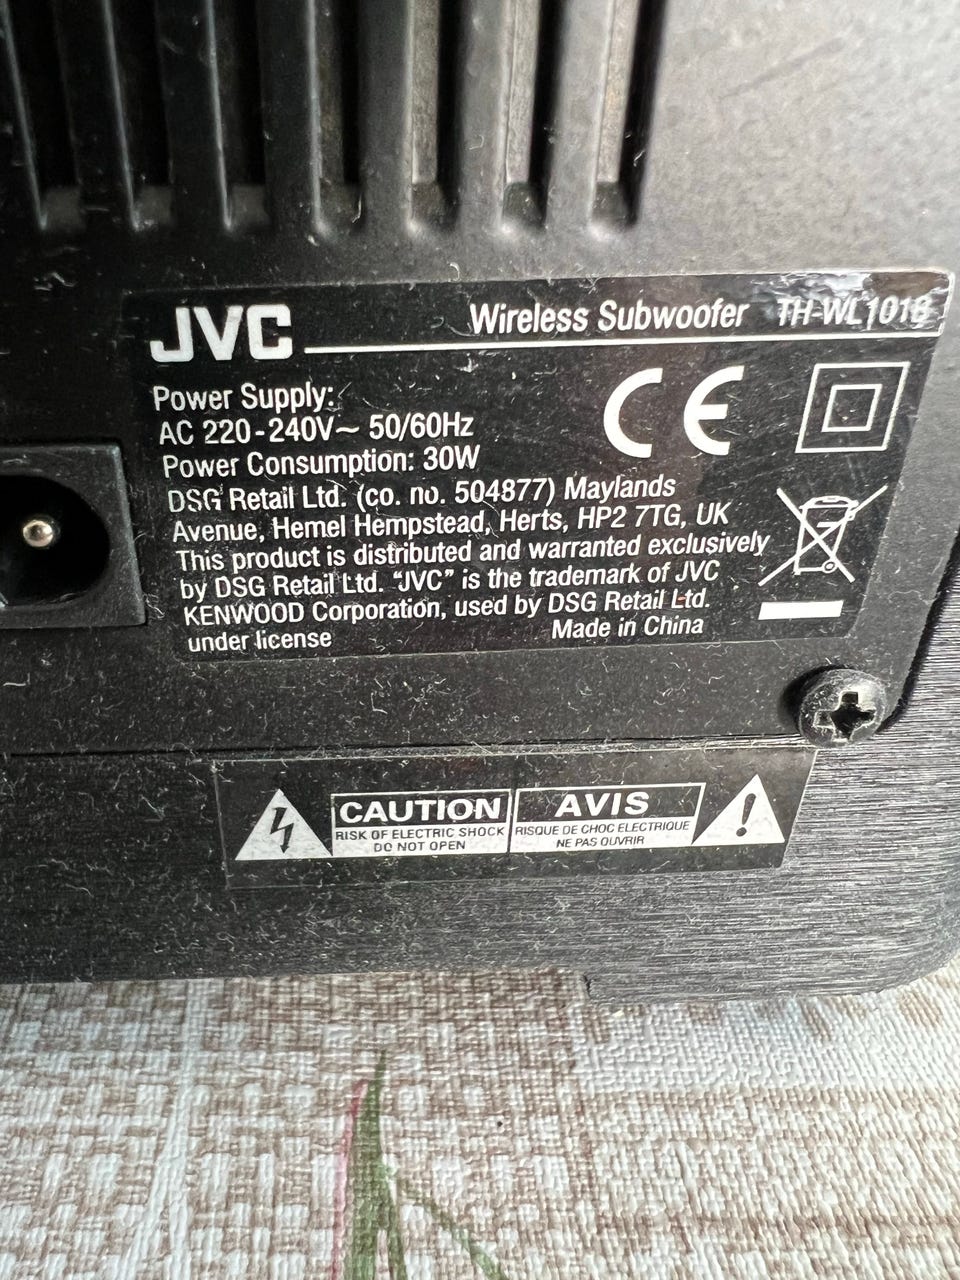 JVC
Wireless Subwoofer TH-WL101B
Power Supply:
AC 220-240V~ 50/60Hz
Power Consumption: 30W
DSG Retail Ltd. (co. no. 504877) Maylands
Avenue, Hemel Hempstead, Herts, HP2 7TG, UK
This product is distributed and warranted exclusively
by DSG Retail Ltd. “JVC” is the trademark of JVC
KENWOOD Corporation, used by DSG Retail Ltd.
under license Made in China
CE
CAUTION
RISK OF ELECTRIC SHOCK
DO NOT OPEN
AVIS
RISQUE DE CHOC ELECTRIQUE
NE PAS OUVRIR